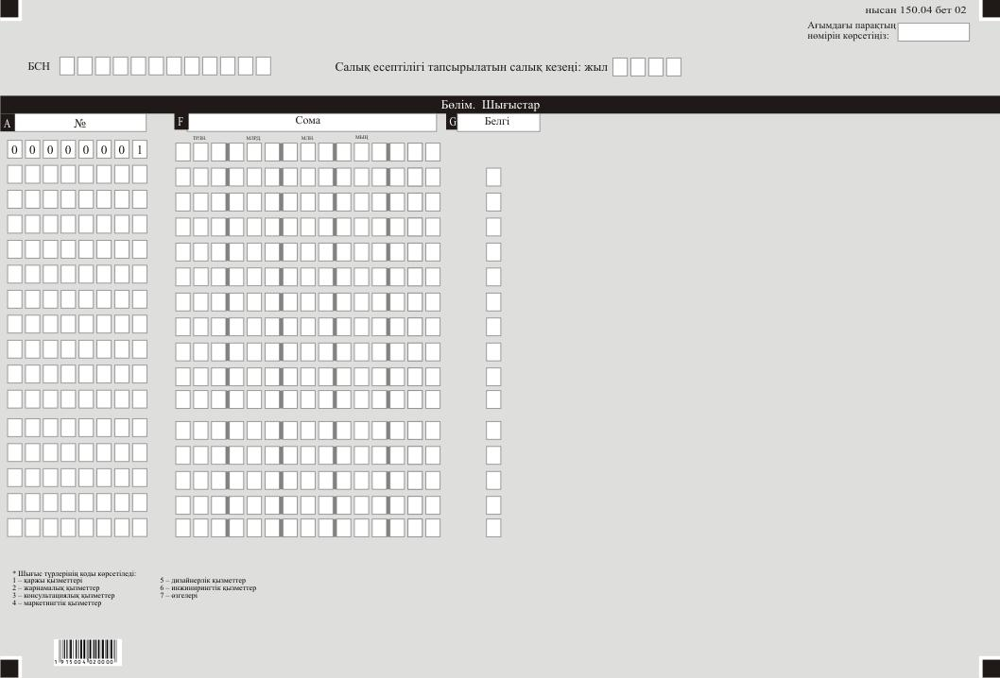 нысан 150.04 бет 02
Ағымдағы парақтың
нөмірін көрсетіңіз:
БСН
Салық есептілігі тапсырылатын салық кезеңі: жыл
Бөлім. Шығыстар
A № F Сома G Белгі
трлн. млрд. млн. мың
0 0 0 0 0 0 0 1
* Шығыс түрлерінің коды көрсетіледі:
1 – қаржы қызметтері
2 – жарнамалық қызметтер
3 – консультациялық қызметтер
4 – маркетингтік қызметтер
5 – дизайнерлік қызметтер
6 – инжинирингтік қызметтер
7 – өзгелері
1 915004 020000